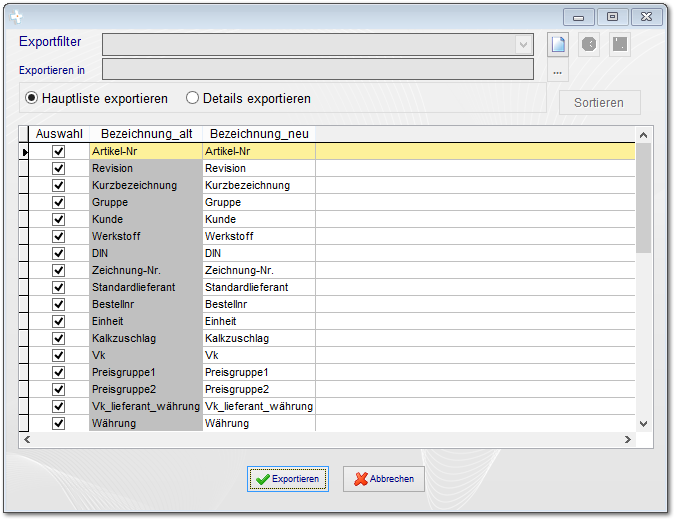 Exportfilter
Exportieren in
...
Hauptliste exportieren Details exportieren
Sortieren
Auswahl Bezeichnung_alt Bezeichnung_neu
Artikel-Nr Artikel-Nr
Revision Revision
Kurzbezeichnung Kurzbezeichnung
Gruppe Gruppe
Kunde Kunde
Werkstoff Werkstoff
DIN DIN
Zeichnung-Nr. Zeichnung-Nr.
Standardlieferant Standardlieferant
Bestellnr Bestellnr
Einheit Einheit
Kalkzuschlag Kalkzuschlag
Vk Vk
Preisgruppe1 Preisgruppe1
Preisgruppe2 Preisgruppe2
Vk_lieferant_währung Vk_lieferant_währung
Währung Währung
Exportieren Abbrechen